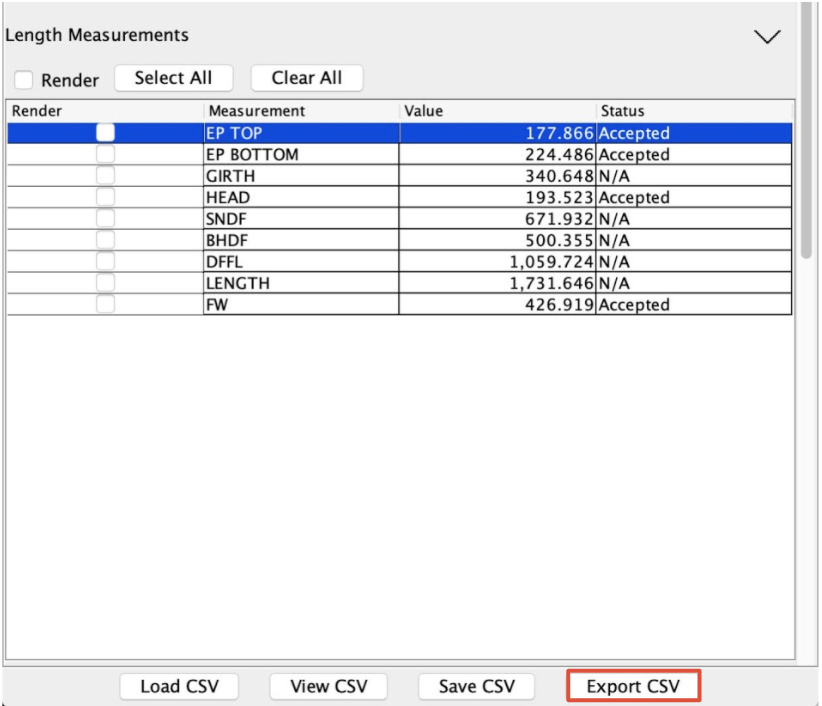 Length Measurements
Render Select All Clear All
Render Measurement Value Status
EP TOP 177.866 Accepted
EP BOTTOM 224.486 Accepted
GIRTH 340.648 N/A
HEAD 193.523 Accepted
SNDF 671.932 N/A
BHDF 500.355 N/A
DFFL 1,059.724 N/A
LENGTH 1,731.646 N/A
FW 426.919 Accepted
Load CSV View CSV Save CSV Export CSV